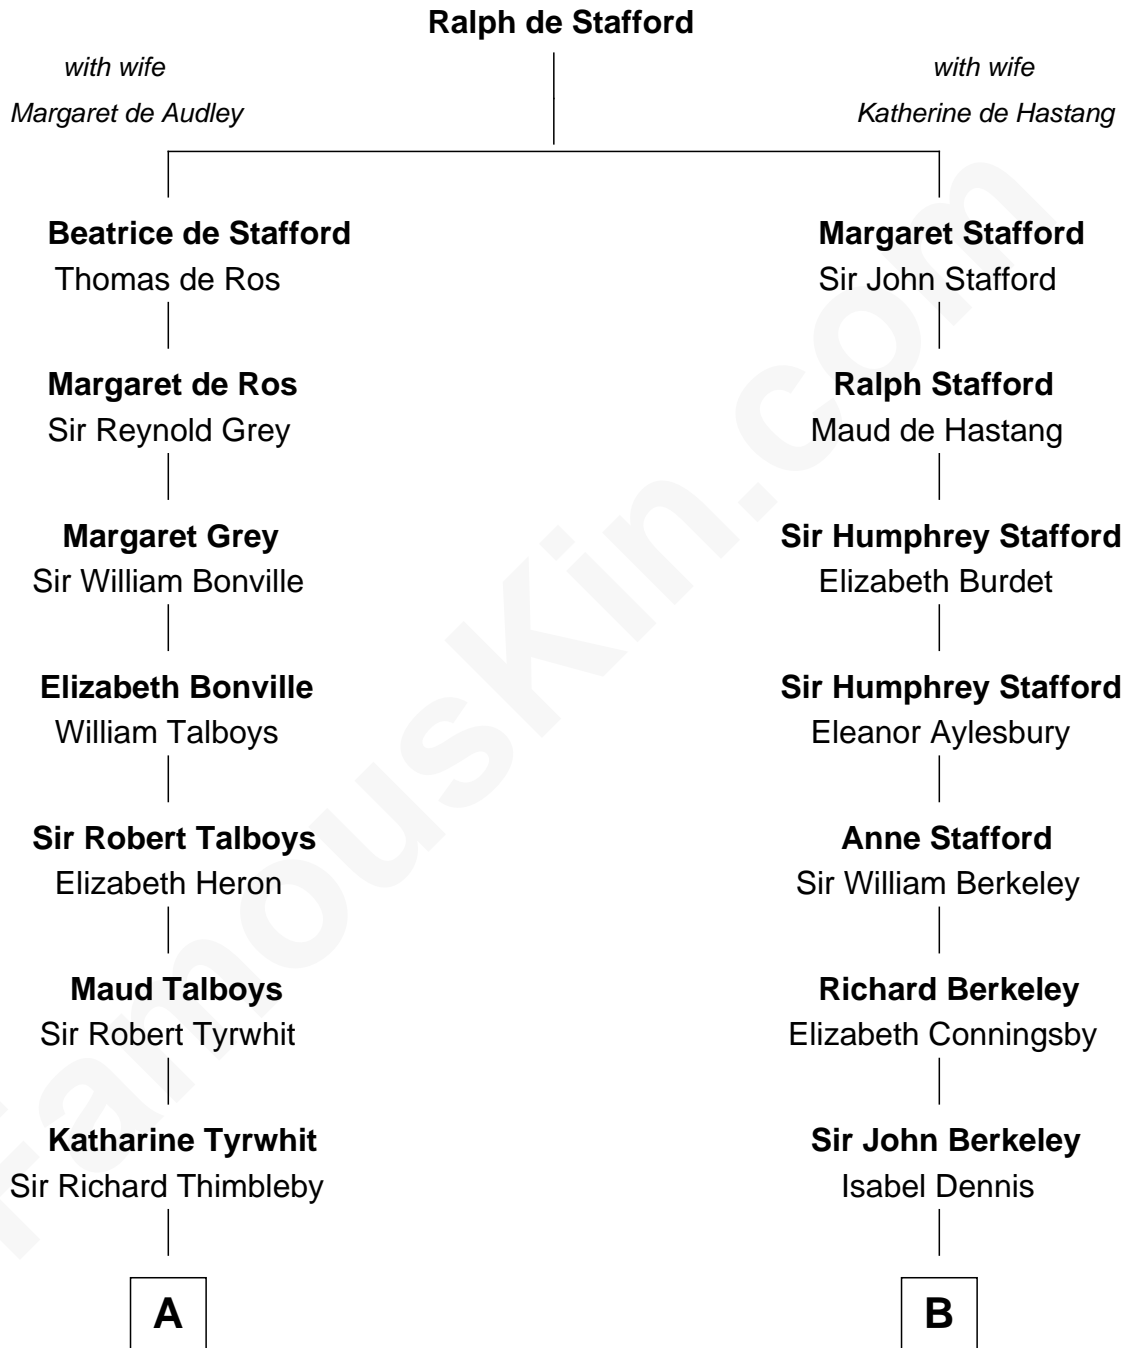 Ralph de Stafford
with wife
Margaret de Audley
with wife
Katherine de Hastang
Beatrice de Stafford
Thomas de Ros
Margaret Stafford
Sir John Stafford
Margaret de Ros
Sir Reynold Grey
Ralph Stafford
Maud de Hastang
Margaret Grey
Sir William Bonville
Sir Humphrey Stafford
Elizabeth Burdet
Elizabeth Bonville
William Talboys
Sir Humphrey Stafford
Eleanor Aylesbury
Sir Robert Talboys
Elizabeth Heron
Anne Stafford
Sir William Berkeley
Maud Talboys
Sir Robert Tyrwhit
Richard Berkeley
Elizabeth Conningsby
Katharine Tyrwhit
Sir Richard Thimbleby
Sir John Berkeley
Isabel Dennis
A
B
FamousKin.com